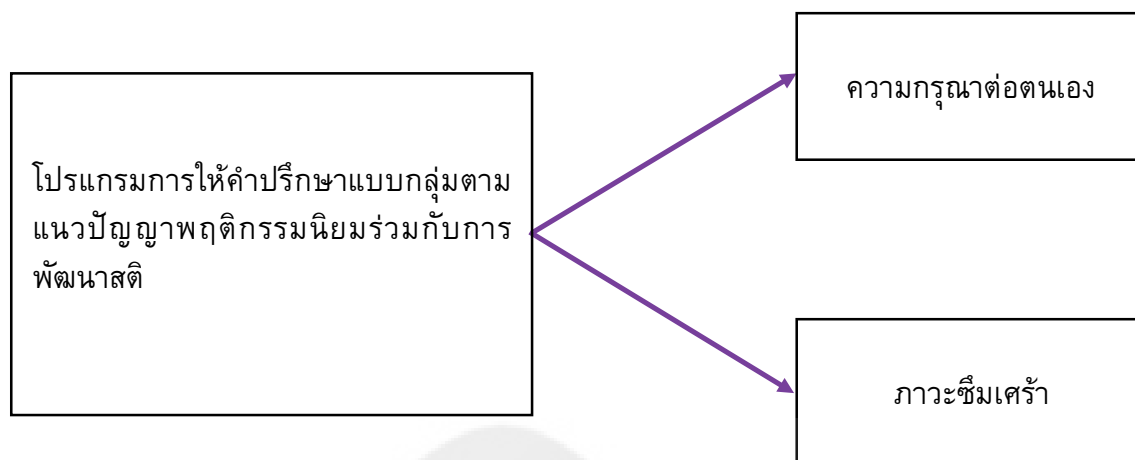 ความกรุณาต่อตนเอง
โปรแกรมการให้คำปรึกษาแบบกลุ่มตาม
แนวปัญญาพฤติกรรมนิยมร่วมกับการ
พัฒนาสติ
ภาวะซึมเศร้า